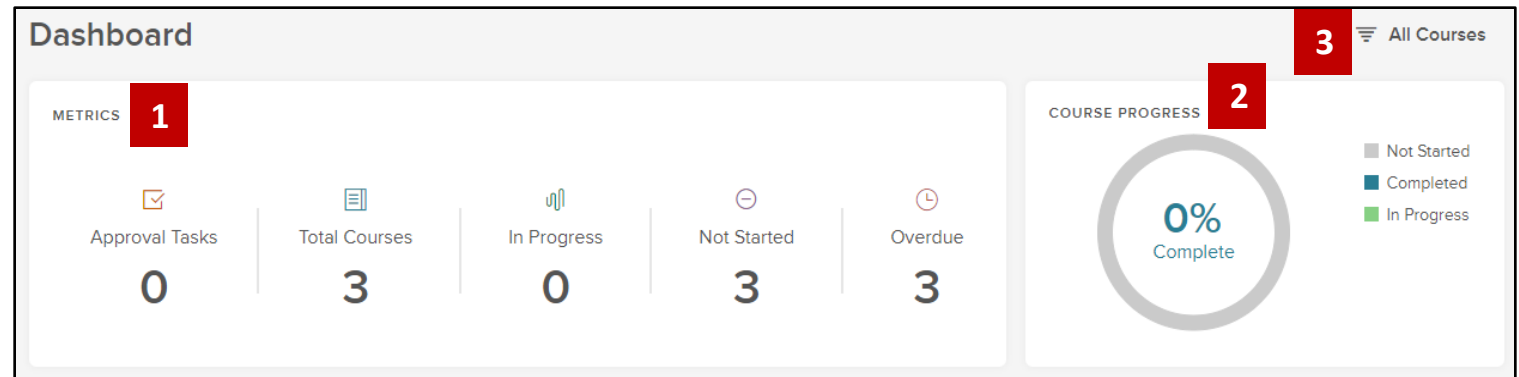 Dashboard
3
All Courses
METRICS
1
Approval Tasks
0
Total Courses
3
In Progress
0
Not Started
3
Overdue
3
COURSE PROGRESS
2
0%
Complete
Not Started
Completed
In Progress